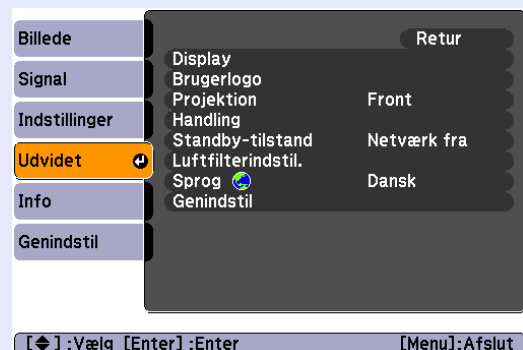 Billede
Signal
Indstillinger
Udvidet
Info
Genindstil
Retur
Display
Brugerlogo
Projektion Front
Handling
Standby-tilstand Netværk fra
Luftfilterindstil.
Sprog Dansk
Genindstil
[◆] :Vælg [Enter] :Enter [Menu]:Afslut